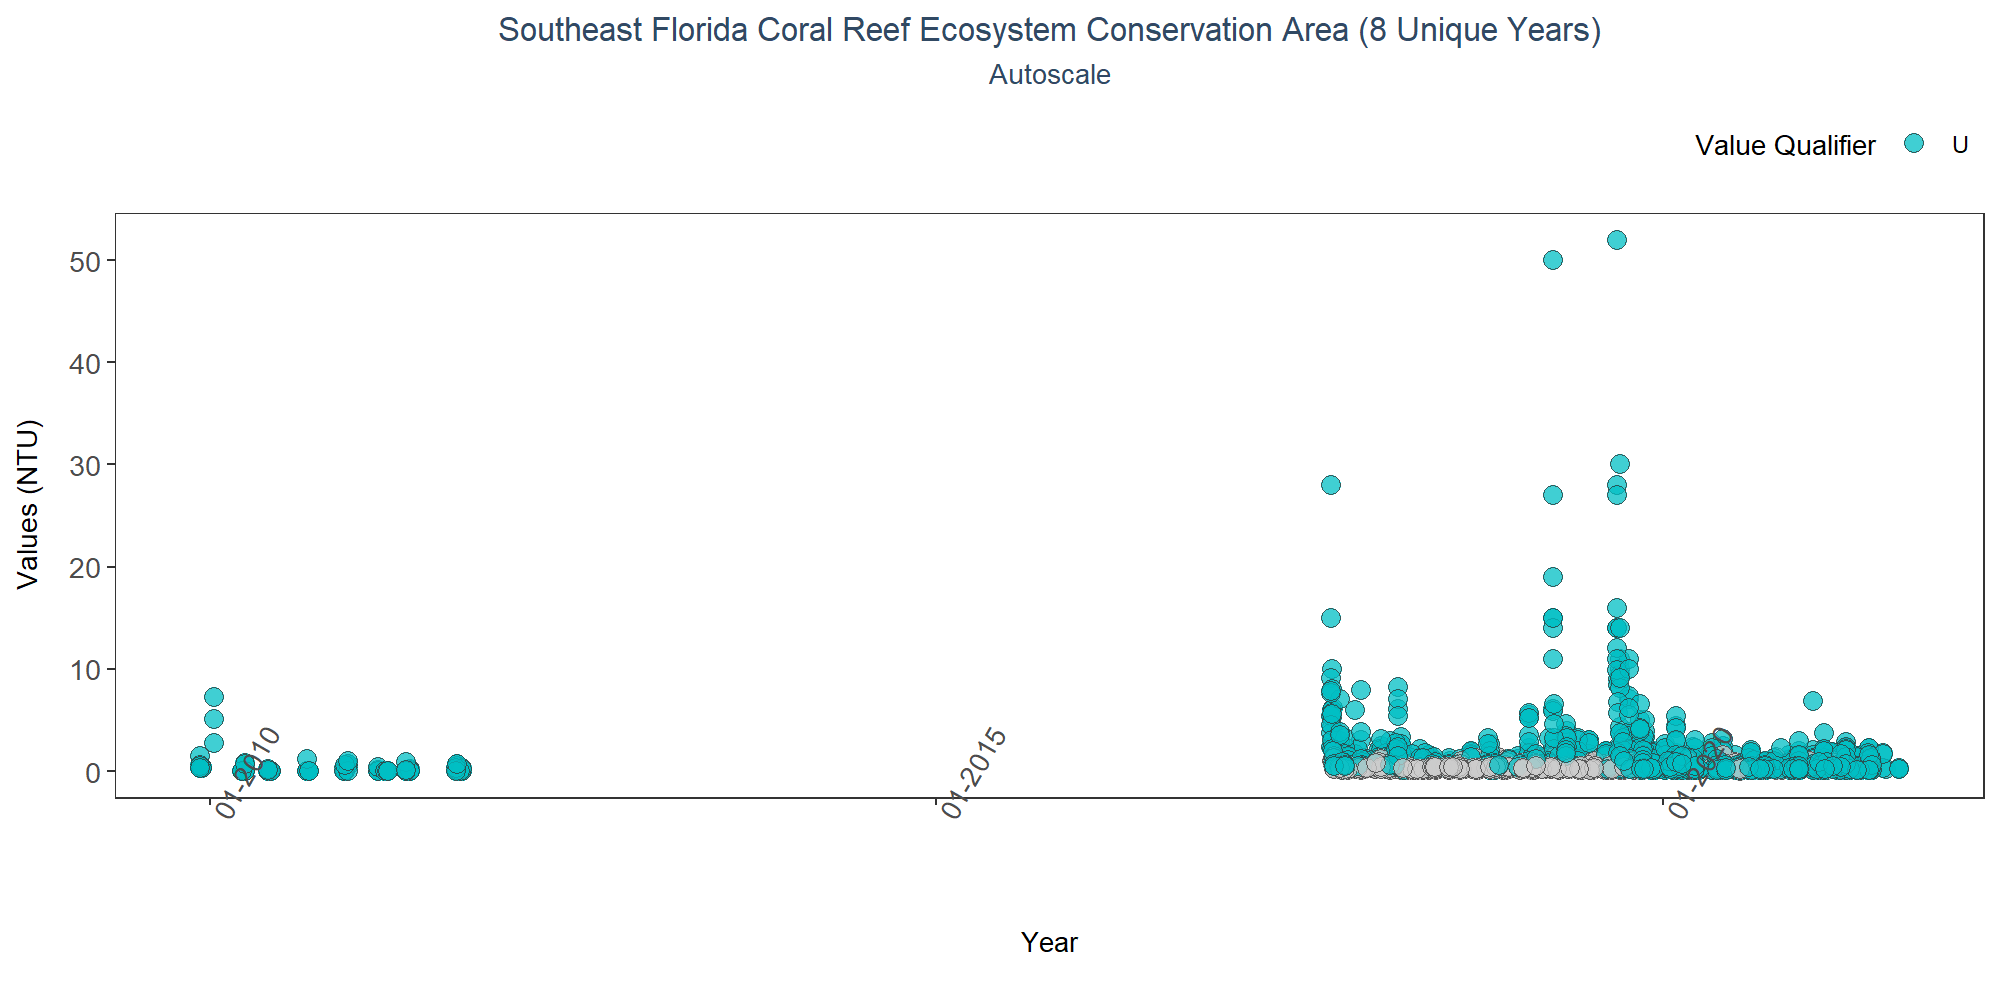 Southeast Florida Coral Reef Ecosystem Conservation Area (8 Unique Years)
Autoscale
Value Qualifier U
Values (NTU)
50
40
30
20
10
0
01-2010
01-2015
01-2020
Year